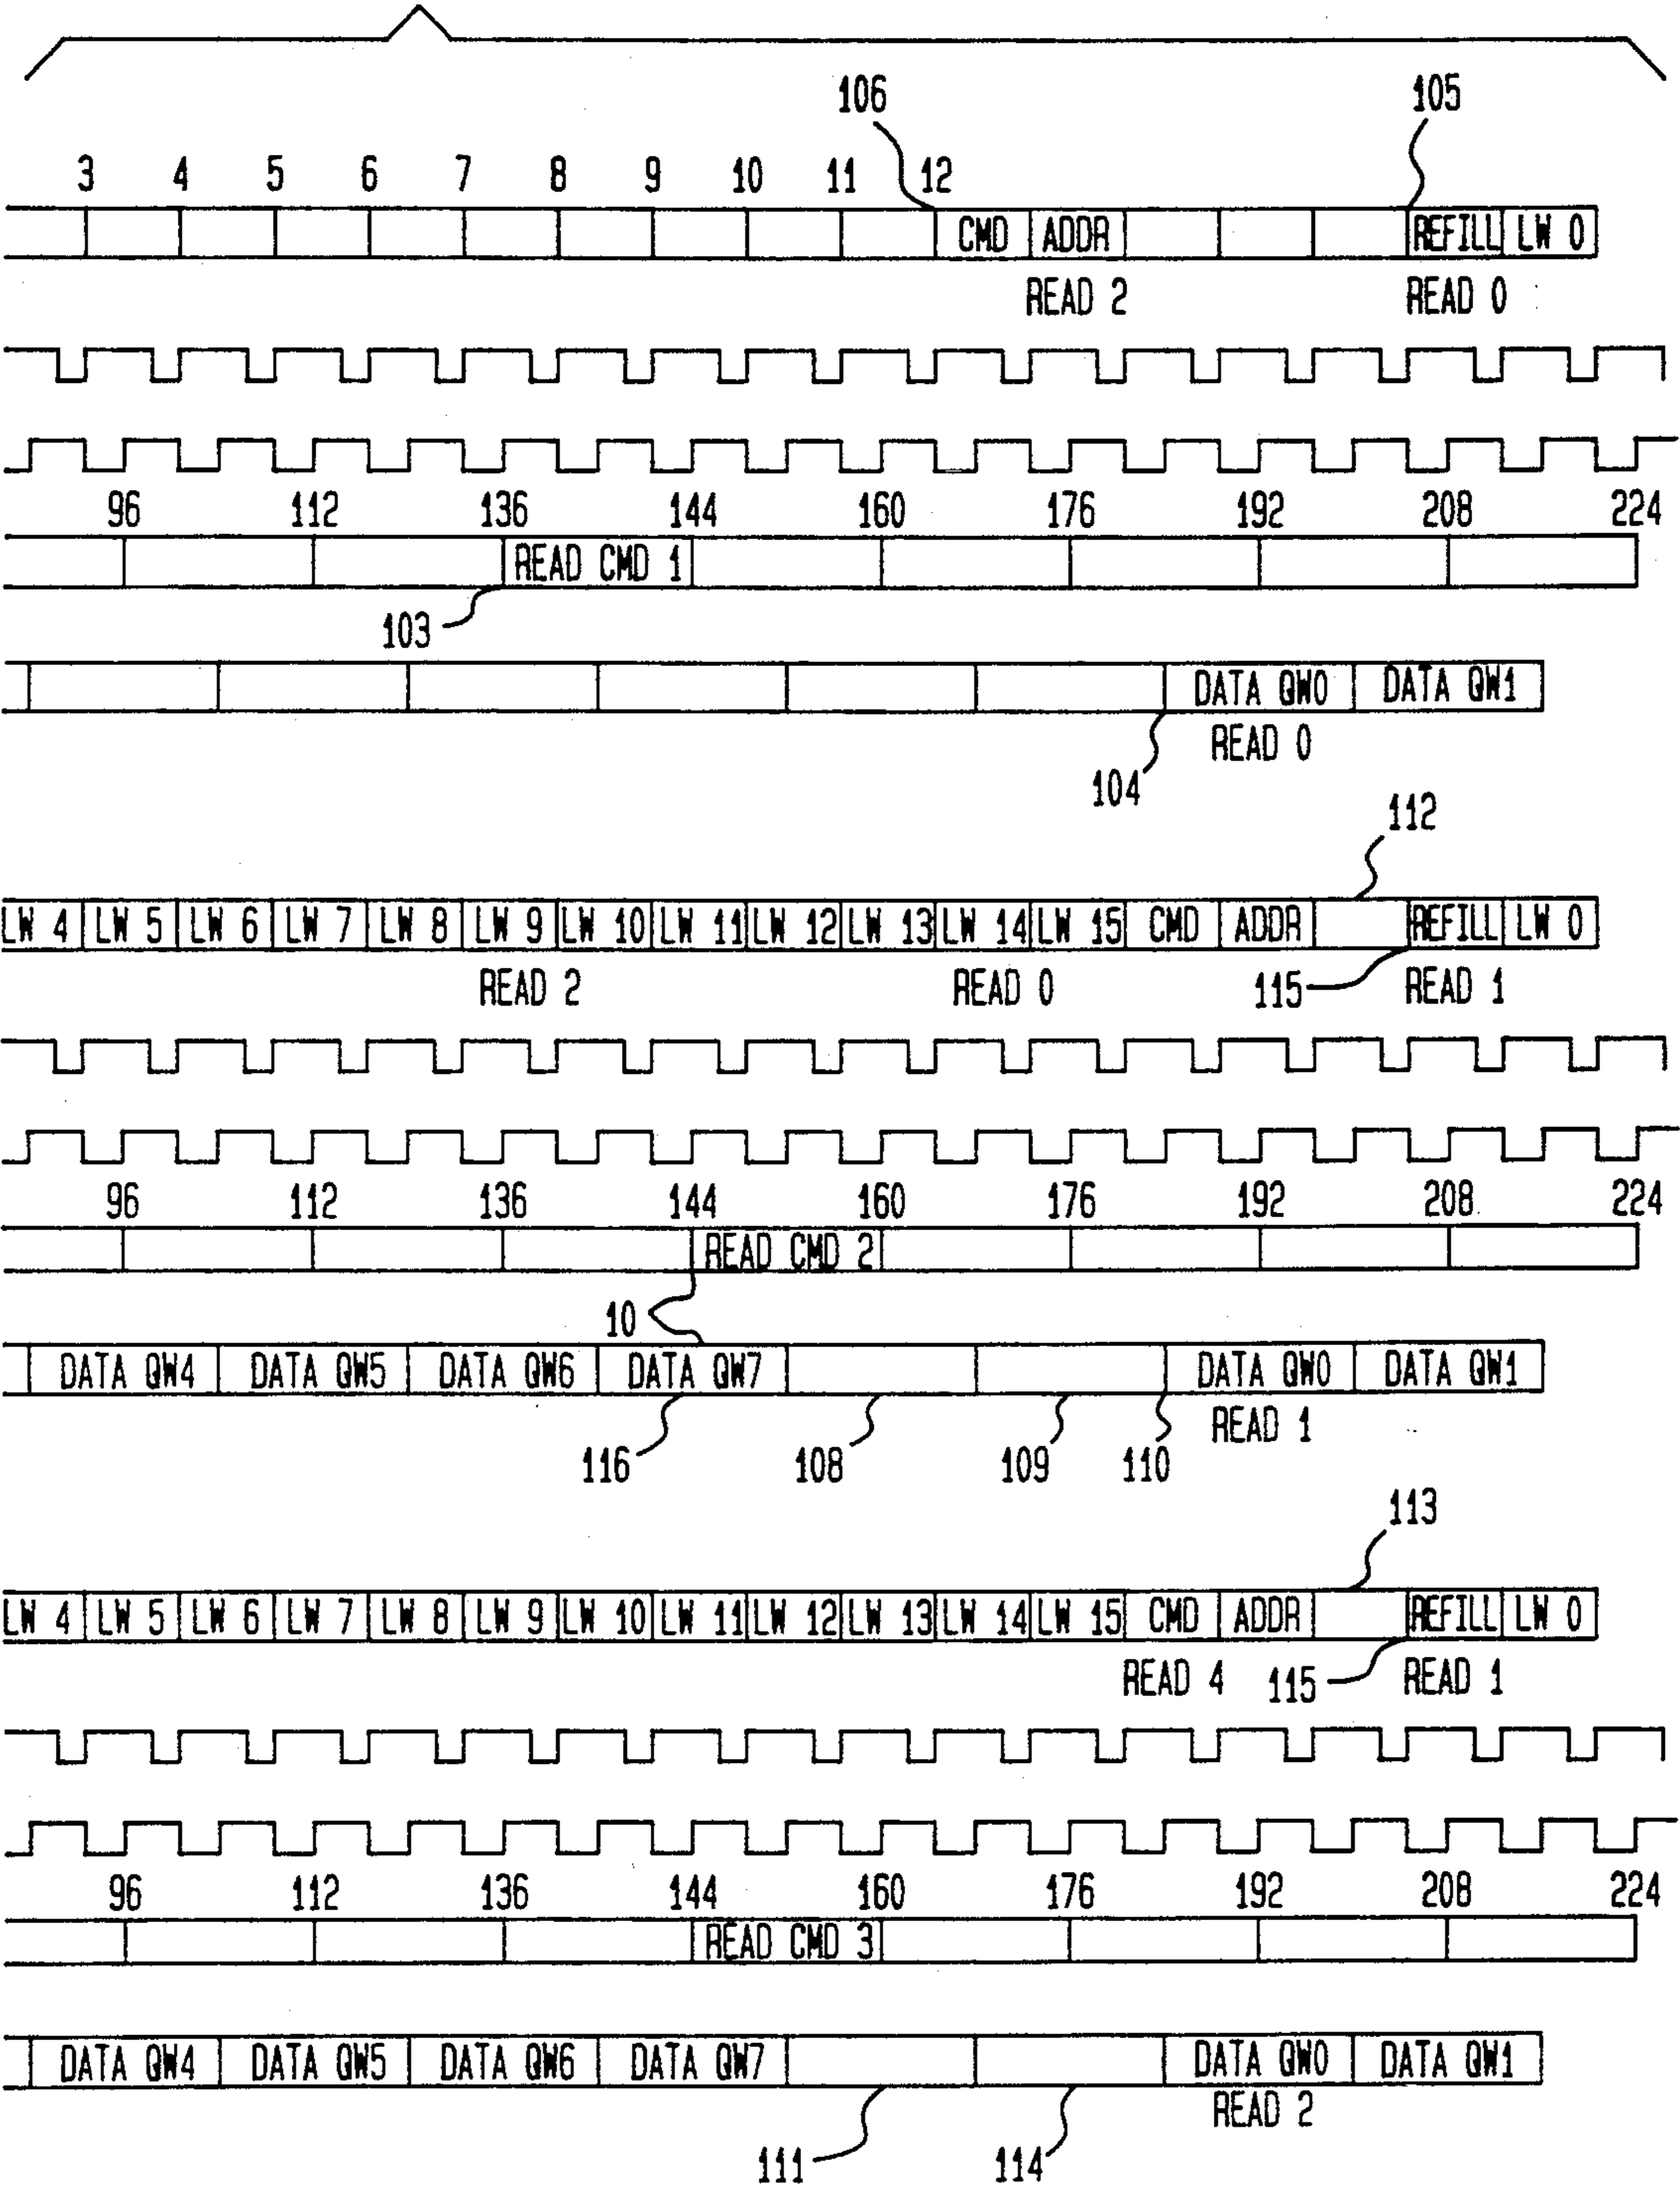 106 105
3 4 5 6 7 8 9 10 11 12
CMD ADDR REFILL LW 0
READ 2 READ 0
96 112 136 144 160 176 192 208 224
READ CMD 1
103
DATA QW0 DATA QW1
READ 0
104
112
LW 4 LW 5 LW 6 LW 7 LW 8 LW 9 LW 10 LW 11 LW 12 LW 13 LW 14 LW 15 CMD ADDR REFILL LW 0
READ 2 READ 0 115 READ 1
96 112 136 144 160 176 192 208 224
READ CMD 2
10
DATA QW4 DATA QW5 DATA QW6 DATA QW7 DATA QW0 DATA QW1
READ 1
116 108 109 110
113
LW 4 LW 5 LW 6 LW 7 LW 8 LW 9 LW 10 LW 11 LW 12 LW 13 LW 14 LW 15 CMD ADDR REFILL LW 0
READ 4 115 READ 1
96 112 136 144 160 176 192 208 224
READ CMD 3
DATA QW4 DATA QW5 DATA QW6 DATA QW7 DATA QW0 DATA QW1
READ 2
111 114